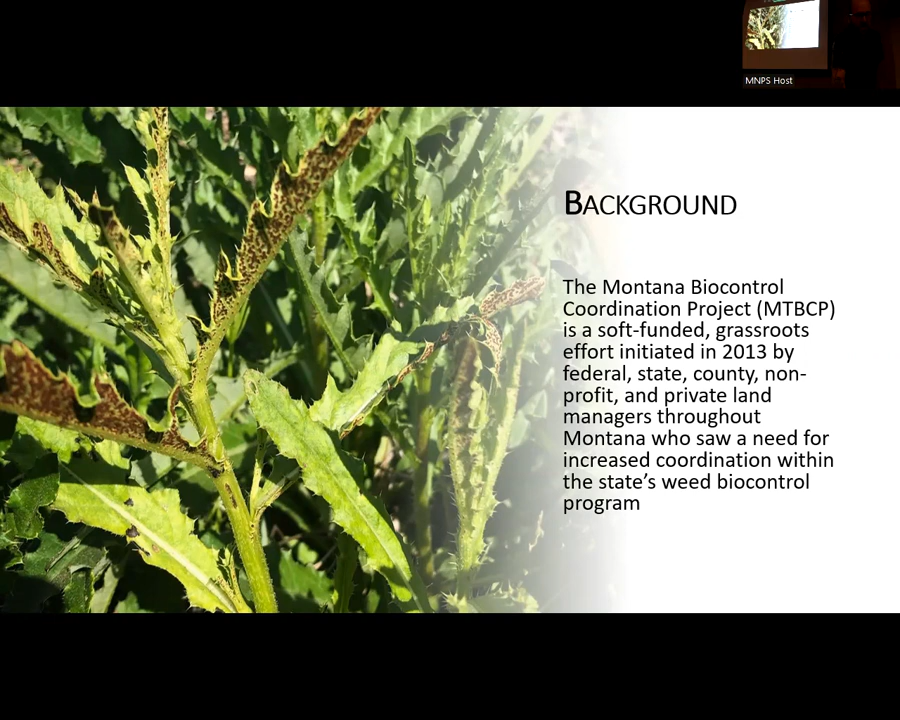 MNPS Host
BACKGROUND
The Montana Biocontrol
Coordination Project (MTBCP)
is a soft-funded, grassroots
effort initiated in 2013 by
federal, state, county, non-
profit, and private land
managers throughout
Montana who saw a need for
increased coordination within
the state's weed biocontrol
program